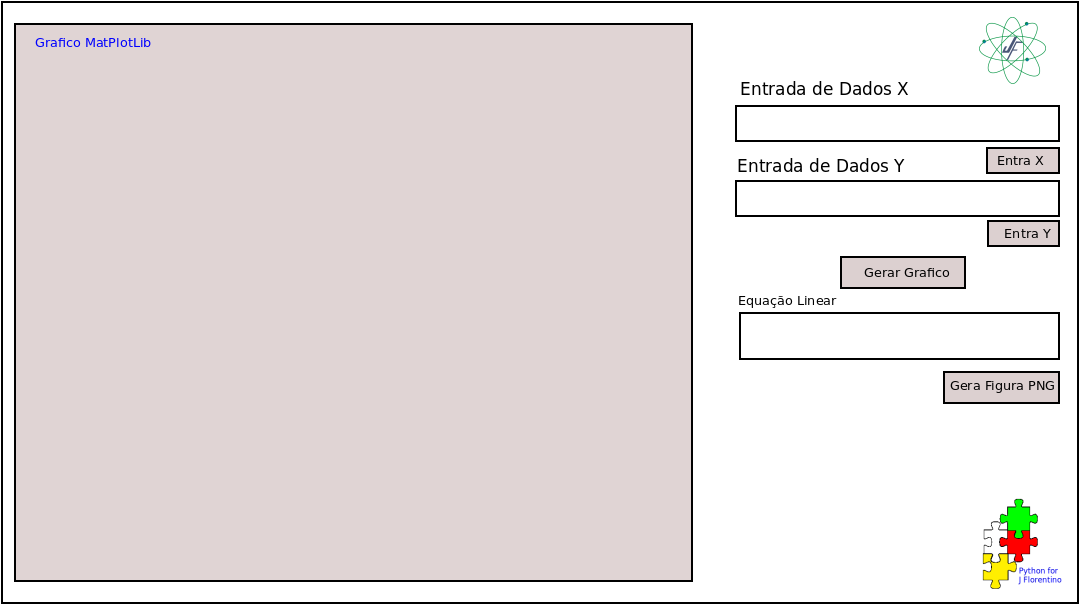 Grafico MatPlotLib
Entrada de Dados X
Entra X
Entrada de Dados Y
Entra Y
Gerar Grafico
Equação Linear
Gera Figura PNG
Python for
J Florentino